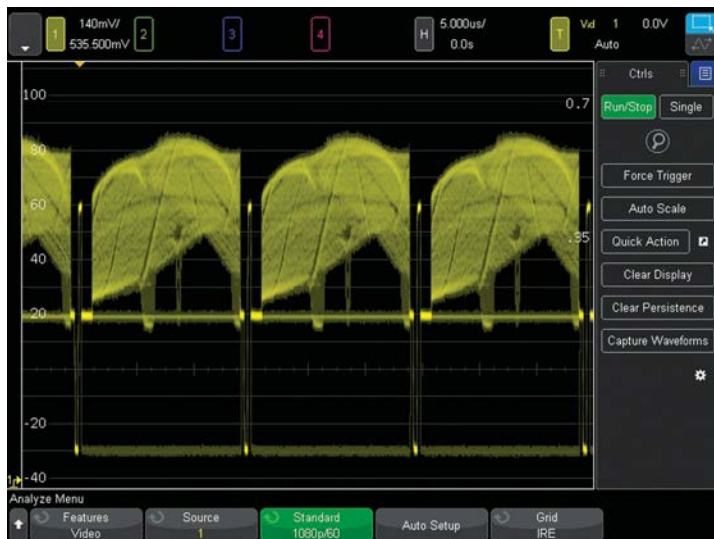 1
140mV/
535.500mV
2
3
4
H
5.000us/
0.0s
T
Vid 1 0.0V
Auto
Ctrls
Run/Stop Single
Force Trigger
Auto Scale
Quick Action
Clear Display
Clear Persistence
Capture Waveforms
100
0.7
80
60
.35
40
20
-20
-40
Analyze Menu
Features
Video
Source
1
Standard
1080p/60
Auto Setup
Grid
IRE